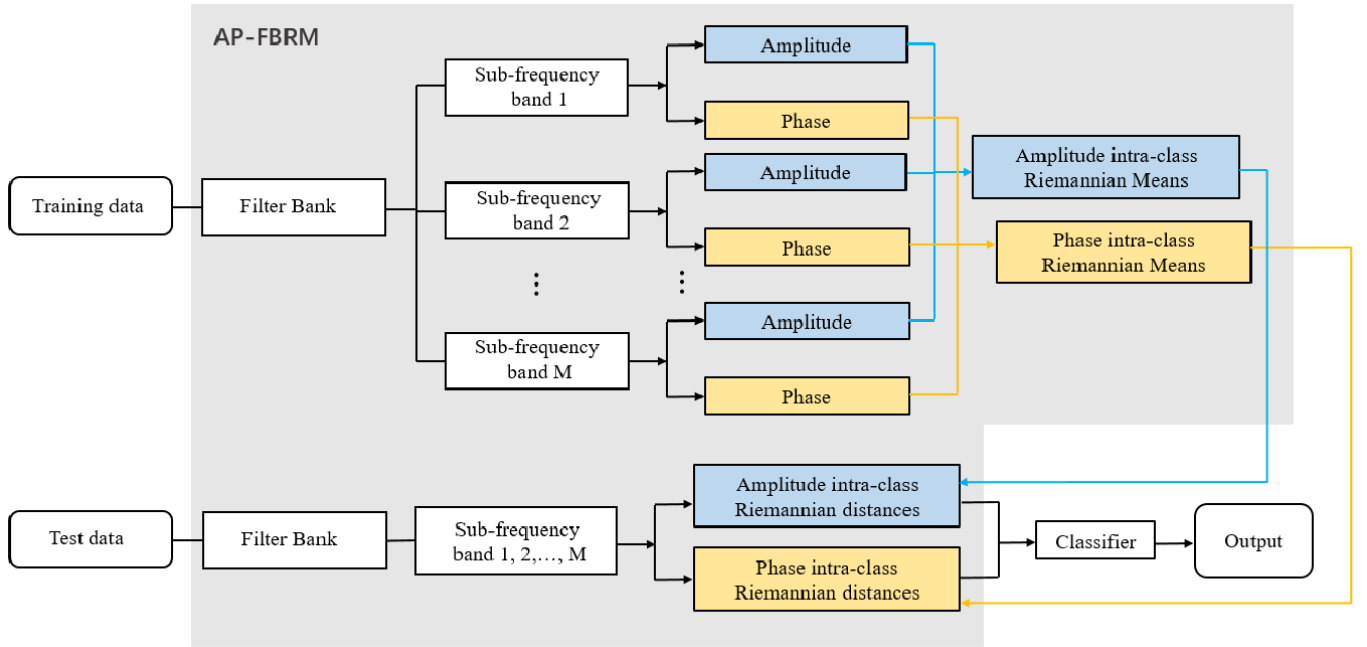 AP-FBRM
Amplitude
Sub-frequency
band 1
Phase
Amplitude intra-class
Riemannian Means
Amplitude
Training data
Filter Bank
Sub-frequency
band 2
Phase
Phase intra-class
Riemannian Means
Amplitude
Sub-frequency
band M
Phase
Amplitude intra-class
Riemannian distances
Test data
Filter Bank
Sub-frequency
band 1, 2,…, M
Classifier
Output
Phase intra-class
Riemannian distances